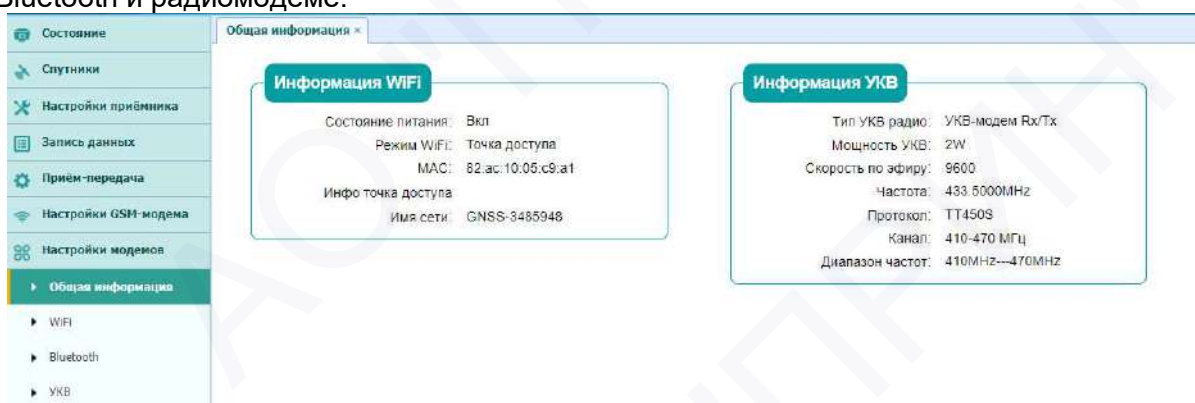 Bluetooth и радиомодеме.
Состояние
Спутники
Настройки приёмника
Запись данных
Приём-передача
Настройки GSM-модема
Настройки модемов
Общая информация
WiFi
Bluetooth
УКВ
Общая информация ×
Информация WiFi
Состояние питания: Вкл
Режим WiFi: Точка доступа
MAC: 82:ac:10:05:c9:a1
Инфо точка доступа
Имя сети: GNSS-3485948
Информация УКВ
Тип УКВ радио: УКВ-модем Rx/Tx
Мощность УКВ: 2W
Скорость по эфиру: 9600
Частота: 433.5000MHz
Протокол: TT450S
Канал: 410-470 МГц
Диапазон частот: 410MHz---470MHz